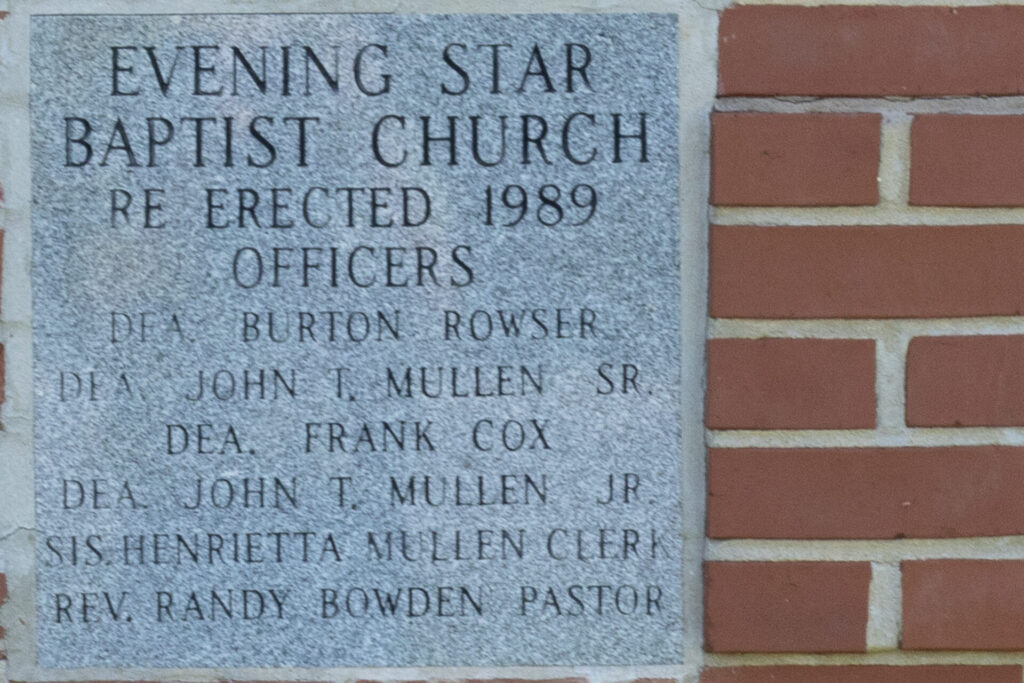 EVENING STAR
BAPTIST CHURCH
RE ERECTED 1989
OFFICERS
DEA. BURTON ROWSER
DEA. JOHN T. MULLEN SR.
DEA. FRANK COX
DEA. JOHN T. MULLEN JR.
SIS. HENRIETTA MULLEN CLERK
REV. RANDY BOWDEN PASTOR